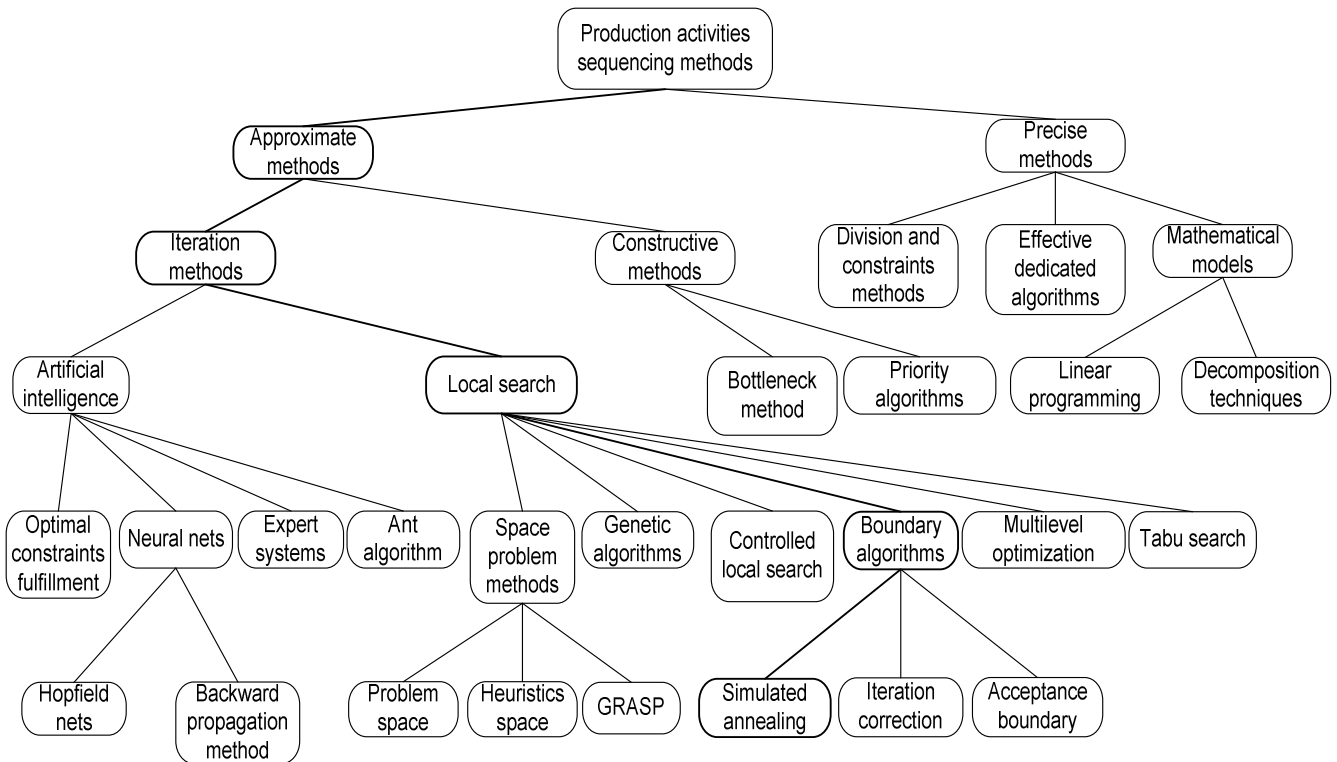 Production activities
sequencing methods
Approximate
methods
Precise
methods
Iteration
methods
Constructive
methods
Division and
constraints
methods
Effective
dedicated
algorithms
Mathematical
models
Artificial
intelligence
Local search
Bottleneck
method
Priority
algorithms
Linear
programming
Decomposition
techniques
Optimal
constraints
fulfillment
Neural nets
Expert
systems
Ant
algorithm
Space
problem
methods
Genetic
algorithms
Controlled
local search
Boundary
algorithms
Multilevel
optimization
Tabu search
Hopfield
nets
Backward
propagation
method
Problem
space
Heuristics
space
GRASP
Simulated
annealing
Iteration
correction
Acceptance
boundary